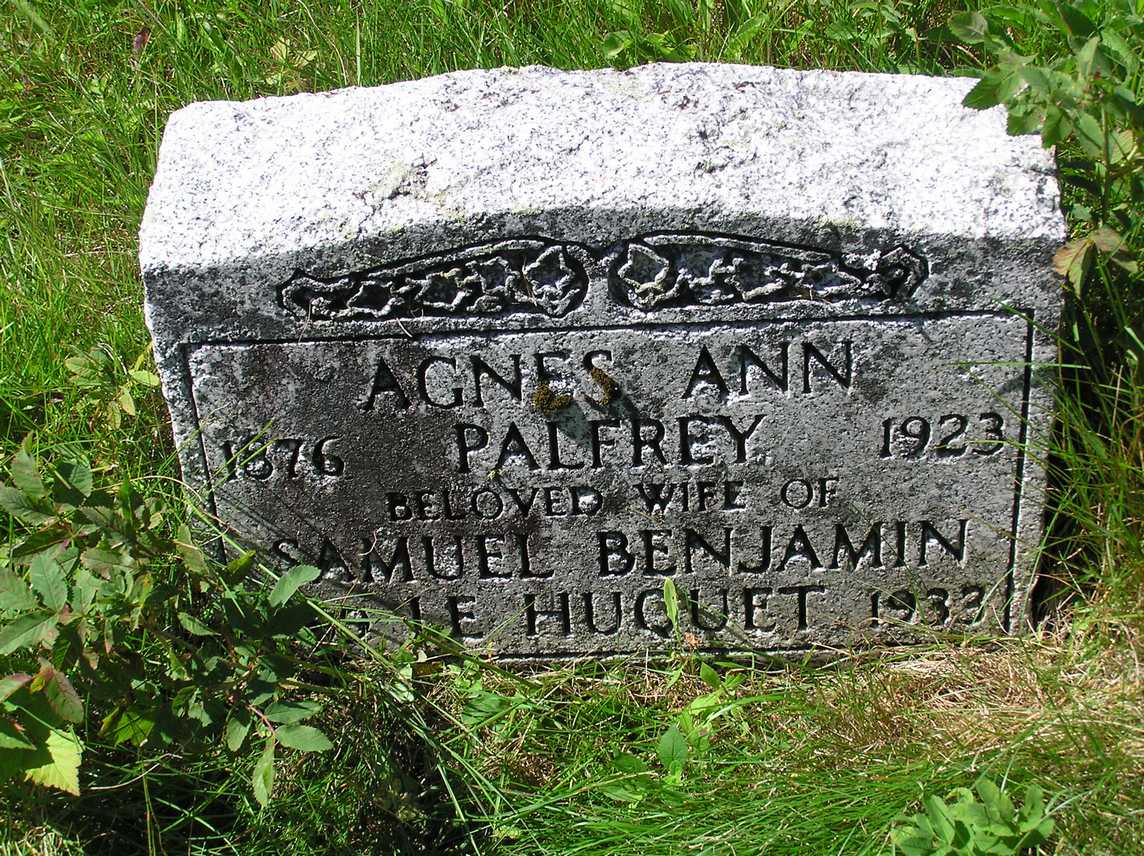 AGNES ANN
1876 PALFREY 1923
BELOVED WIFE OF
SAMUEL BENJAMIN
LE HUQUET 1933